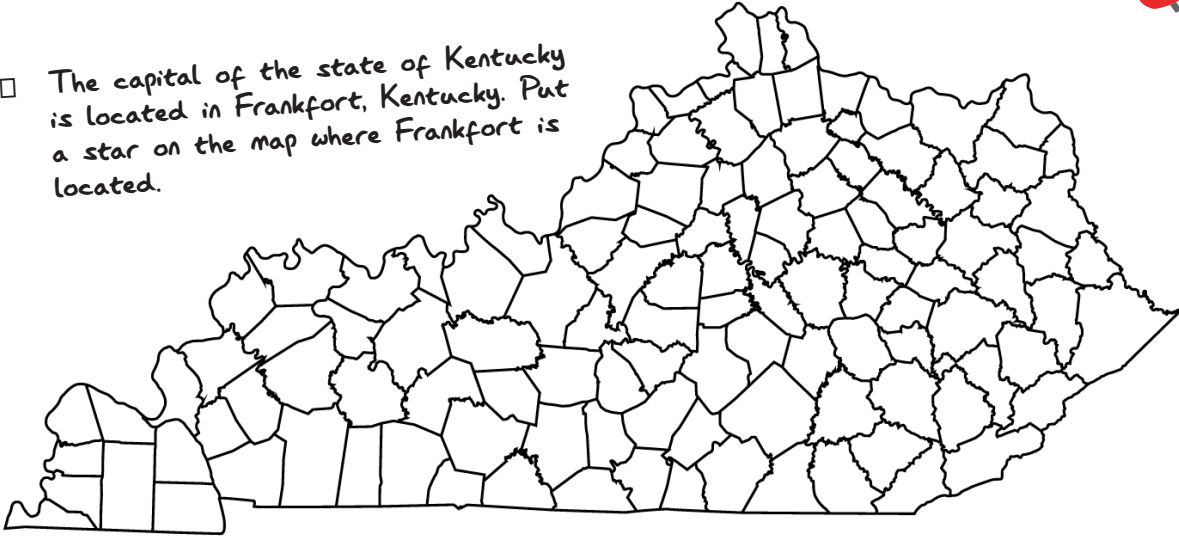 The capital of the state of Kentucky
is located in Frankfort, Kentucky. Put
a star on the map where Frankfort is
located.